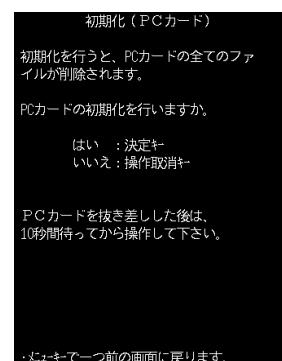 初期化（ＰＣカード）
初期化を行うと、PCカードの全てのファ
イルが削除されます。
PCカードの初期化を行いますか。
はい ：決定ｷｰ
いいえ：操作取消ｷｰ
ＰＣカードを抜き差しした後は、
10秒間待ってから操作して下さい。
・ﾒﾆｭｰｷｰで一つ前の画面に戻ります。